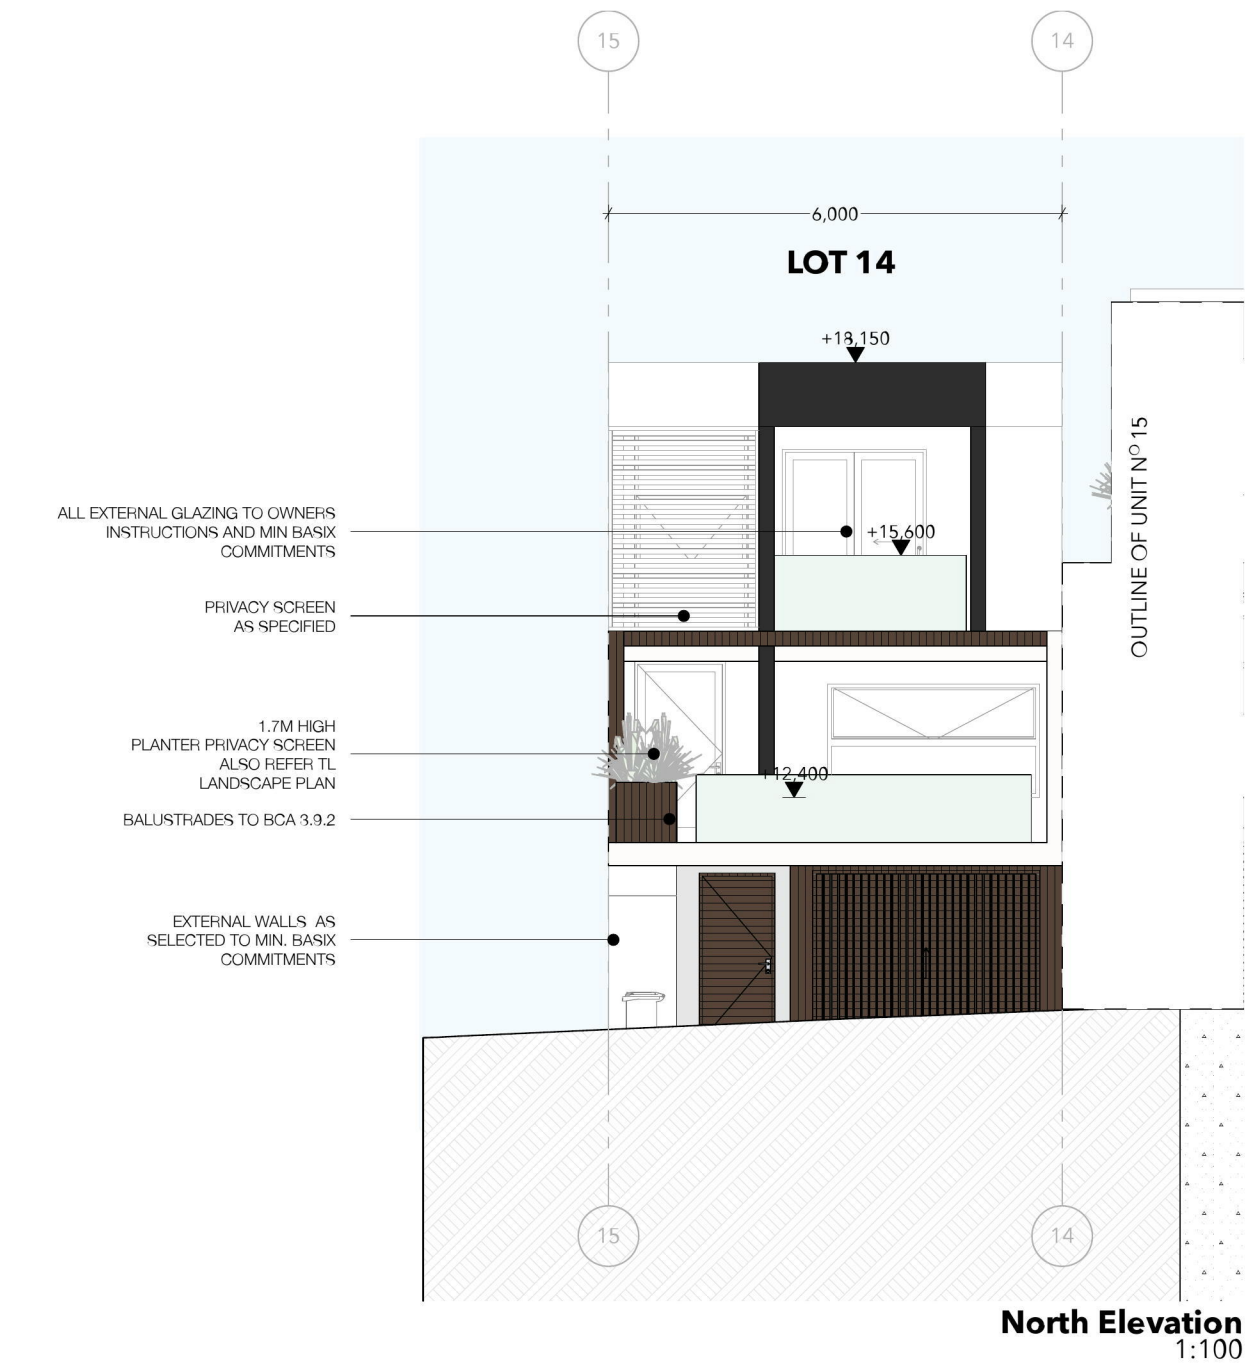 15
14
6,000
LOT 14
+18,150
OUTLINE OF UNIT Nº 15
ALL EXTERNAL GLAZING TO OWNERS
INSTRUCTIONS AND MIN BASIX
COMMITMENTS
+15,600
PRIVACY SCREEN
AS SPECIFIED
1.7M HIGH
PLANTER PRIVACY SCREEN
ALSO REFER TL
LANDSCAPE PLAN
+12,400
BALUSTRADES TO BCA 3.9.2
EXTERNAL WALLS AS
SELECTED TO MIN. BASIX
COMMITMENTS
15
14
North Elevation
1:100